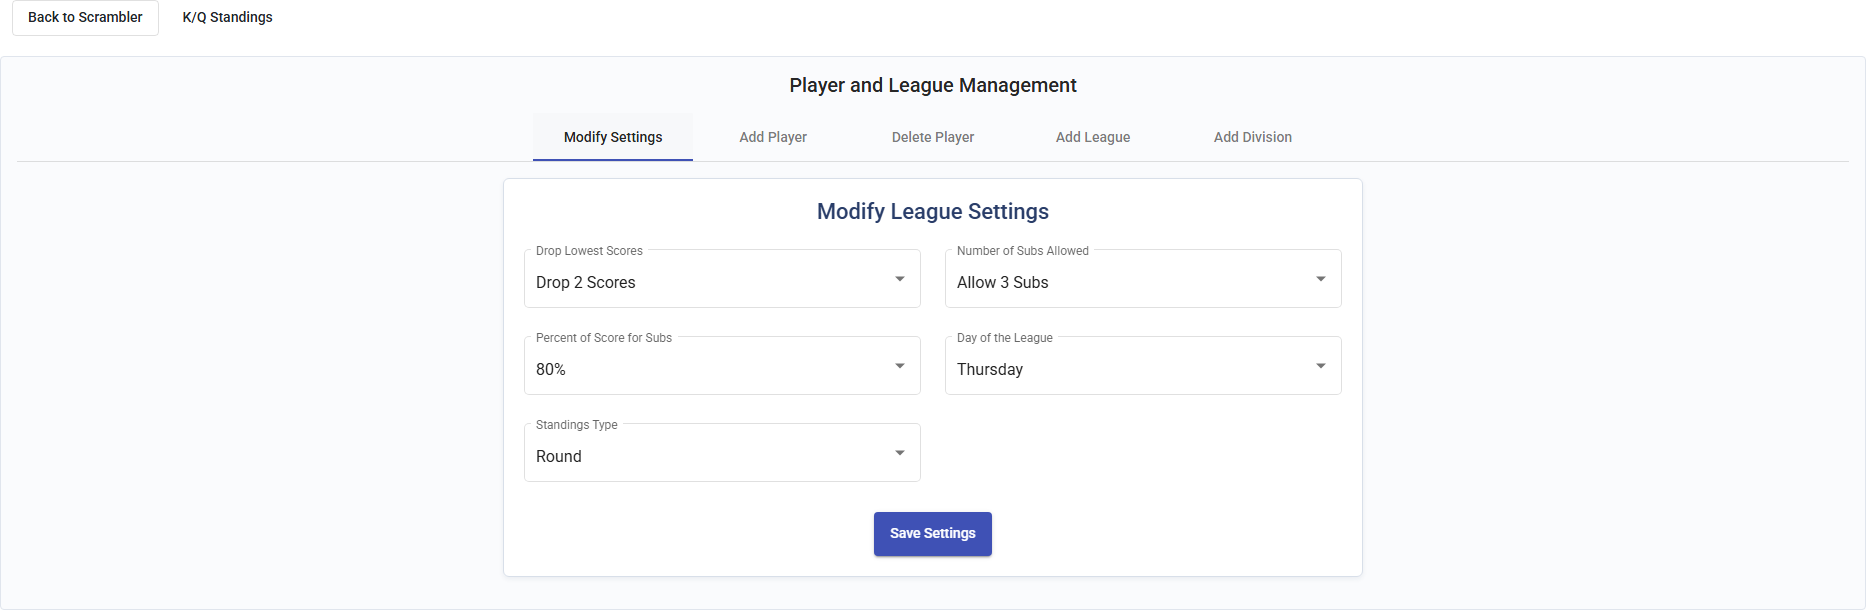 Back to Scrambler K/Q Standings
Player and League Management
Modify Settings Add Player Delete Player Add League Add Division
Modify League Settings
Drop Lowest Scores Number of Subs Allowed
Drop 2 Scores Allow 3 Subs
Percent of Score for Subs Day of the League
80% Thursday
Standings Type
Round
Save Settings